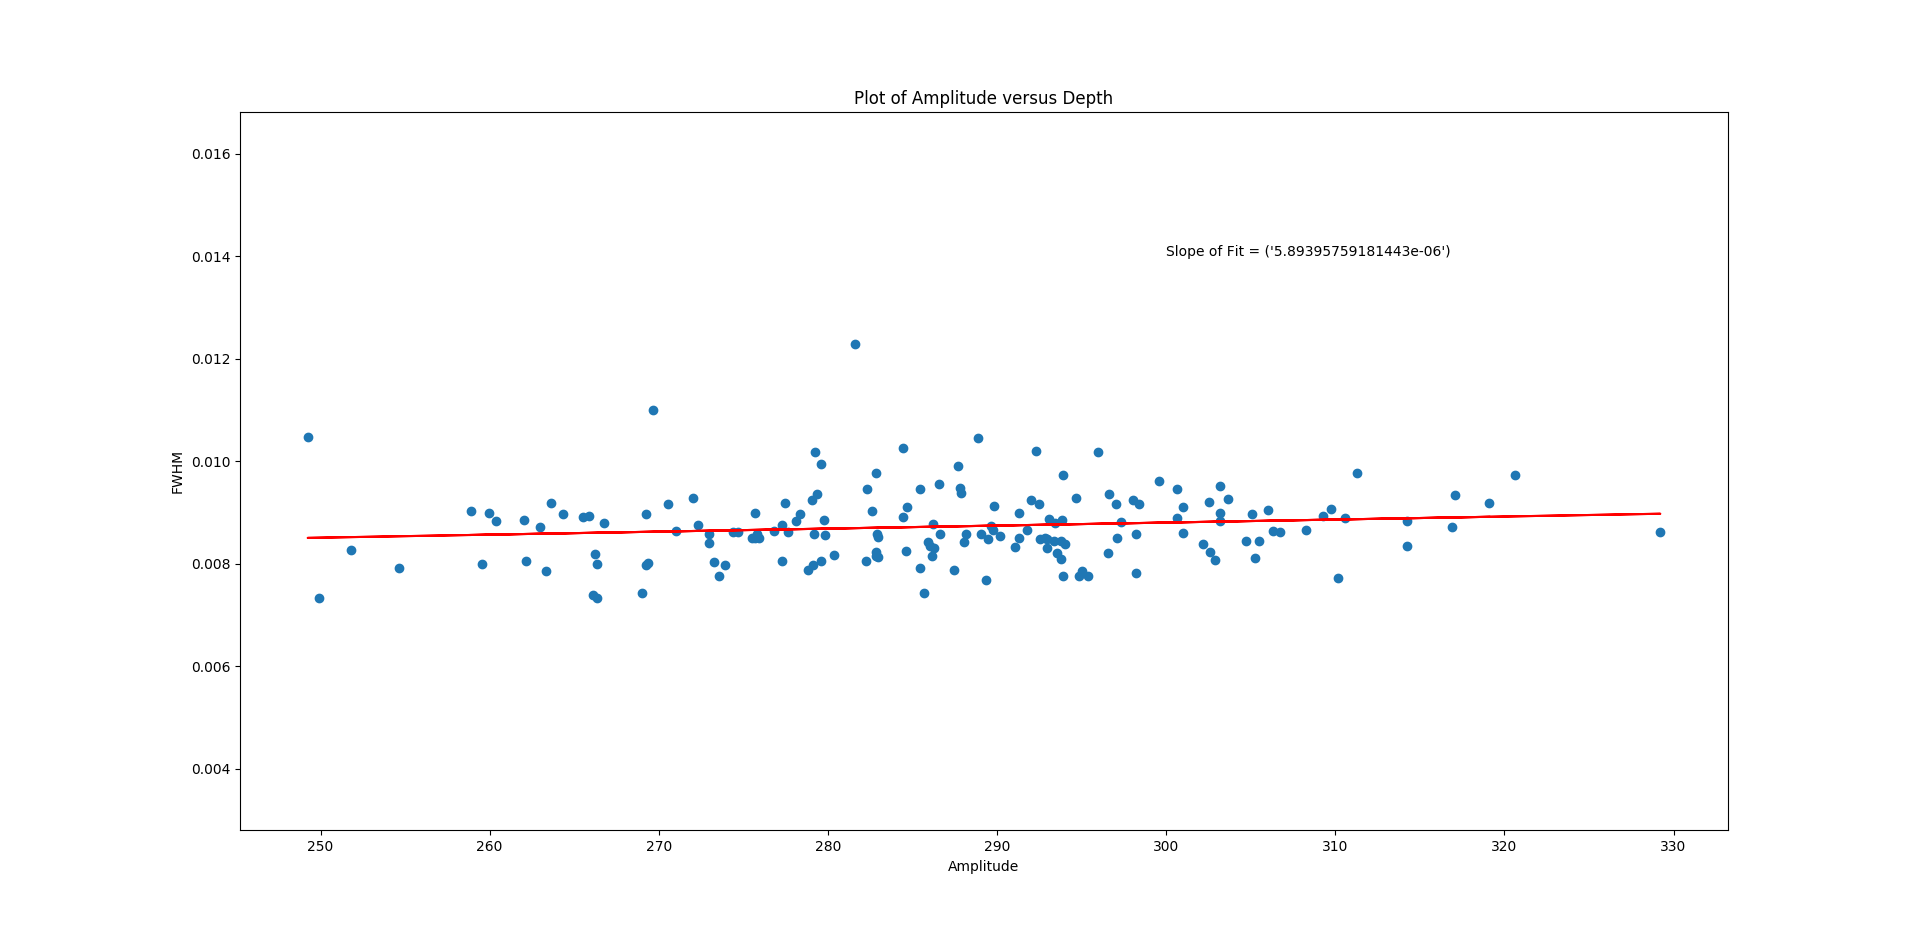 Plot of Amplitude versus Depth
0.016
0.014
0.012
0.010
0.008
0.006
0.004
FWHM
Slope of Fit = ('5.89395759181443e-06')
250 260 270 280 290 300 310 320 330
Amplitude